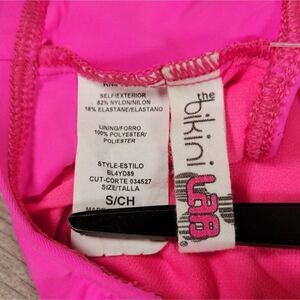 SELF/EXTERIOR
82% NYLON/NILON
18% ELASTANE/ELASTANO
LINING/FORRO
100% POLYESTER/
POLIESTER
STYLE-ESTILO
BL4YD89
CUT-CORTE 034527
SIZE/TALLA
S/CH
the
bikini
LAB